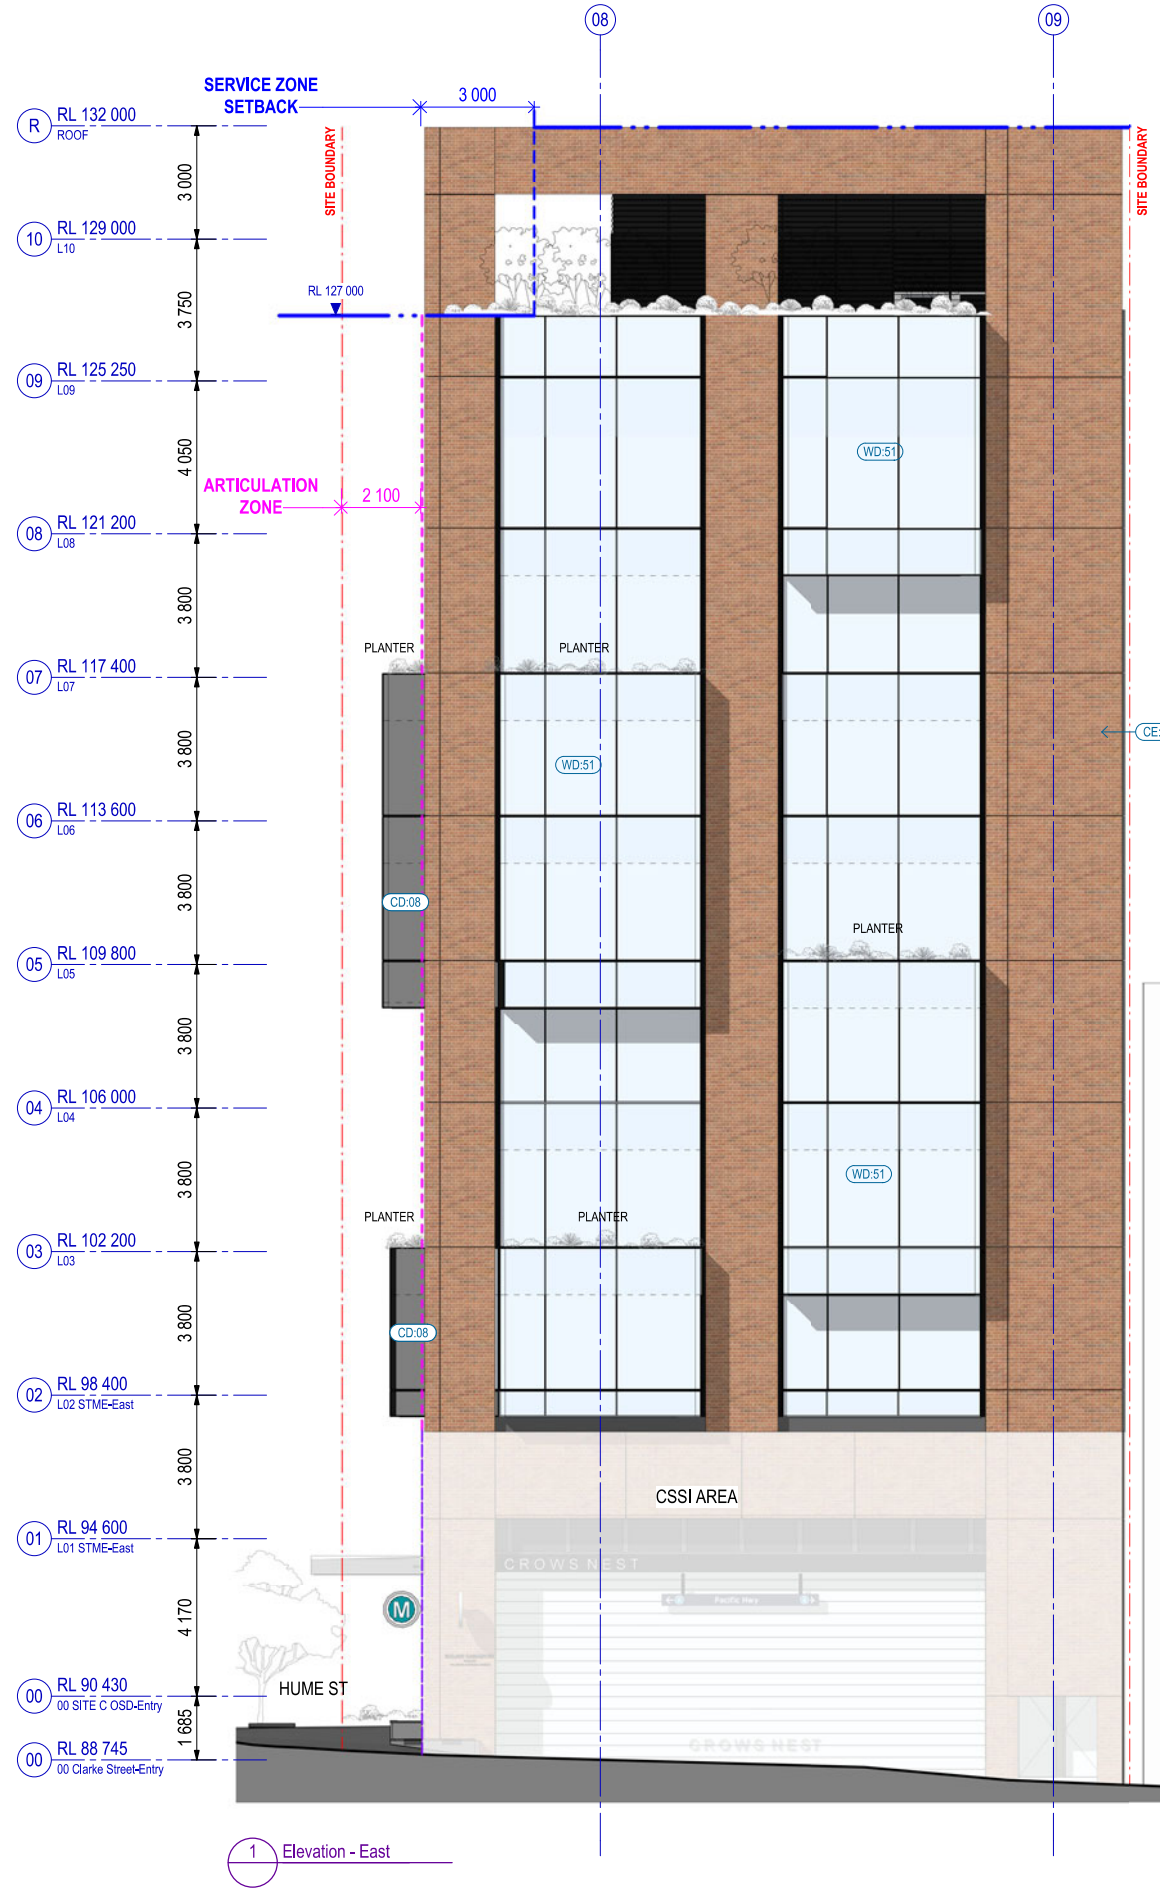 08
09
SERVICE ZONE
SETBACK
3 000
R
RL 132 000
ROOF
SITE BOUNDARY
SITE BOUNDARY
3 000
10
RL 129 000
L10
RL 127 000
3 750
09
RL 125 250
L09
4 050
WD:51
ARTICULATION
ZONE
2 100
08
RL 121 200
L08
3 800
PLANTER
PLANTER
07
RL 117 400
L07
3 800
WD:51
CE:
06
RL 113 600
L06
3 800
CD:08
PLANTER
05
RL 109 800
L05
3 800
04
RL 106 000
L04
3 800
WD:51
PLANTER
PLANTER
03
RL 102 200
L03
3 800
CD:08
02
RL 98 400
L02 STME-East
3 800
CSSI AREA
01
RL 94 600
L01 STME-East
CROWS NEST
4 170
M
Pacific Hwy
00
RL 90 430
00 SITE C OSD-Entry
HUME ST
1 685
CROWS NEST
00
RL 88 745
00 Clarke Street-Entry
1
Elevation - East